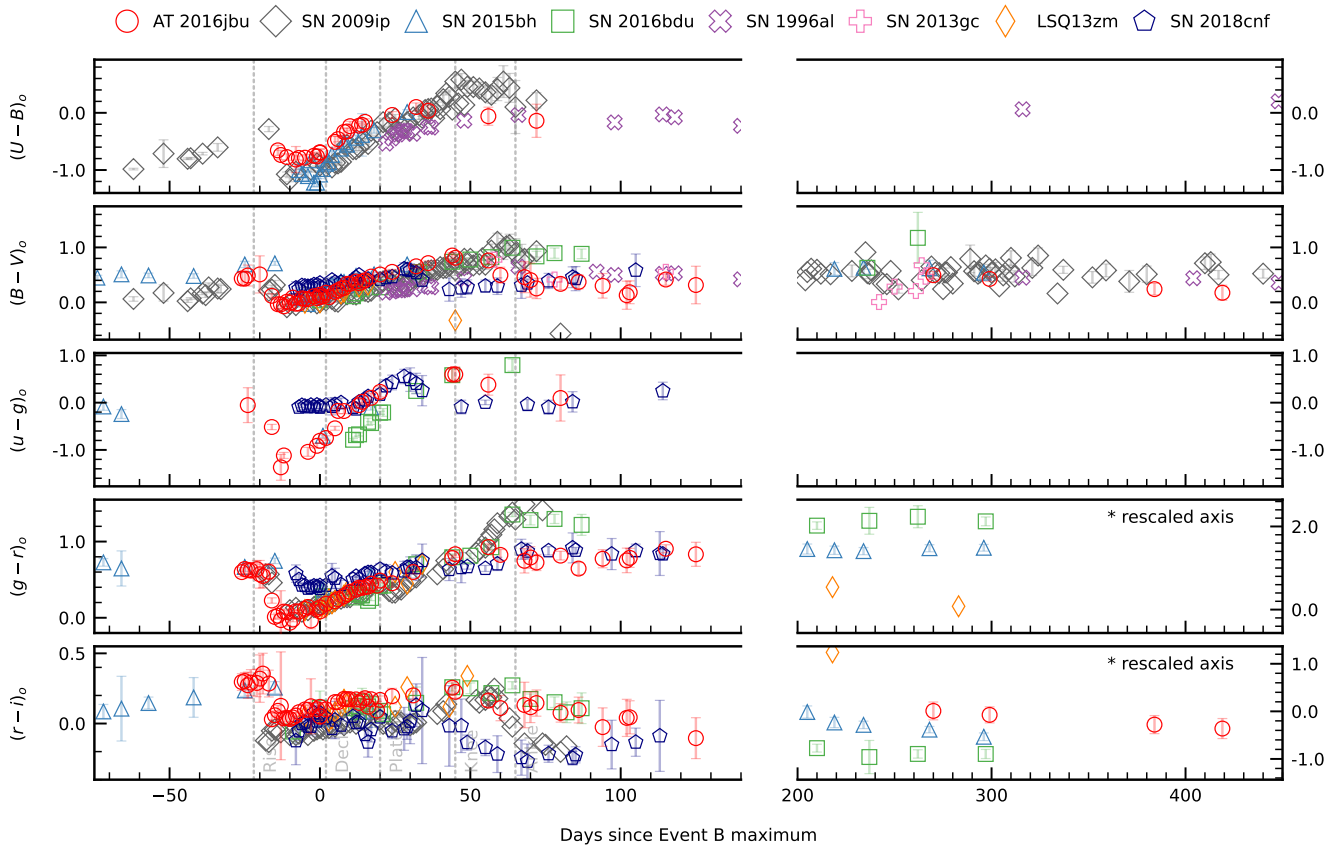 AT 2016jbu SN 2009ip SN 2015bh SN 2016bdu SN 1996al SN 2013gc LSQ13zm SN 2018cnf
(U − B)ₒ
0.0
-1.0
0.0
-1.0
(B − V)ₒ
1.0
0.0
1.0
0.0
(u − g)ₒ
1.0
0.0
-1.0
1.0
0.0
-1.0
(g − r)ₒ
1.0
0.0
* rescaled axis
2.0
0.0
(r − i)ₒ
0.5
0.0
* rescaled axis
1.0
0.0
-1.0
−50 0 50 100 200 300 400
Days since Event B maximum